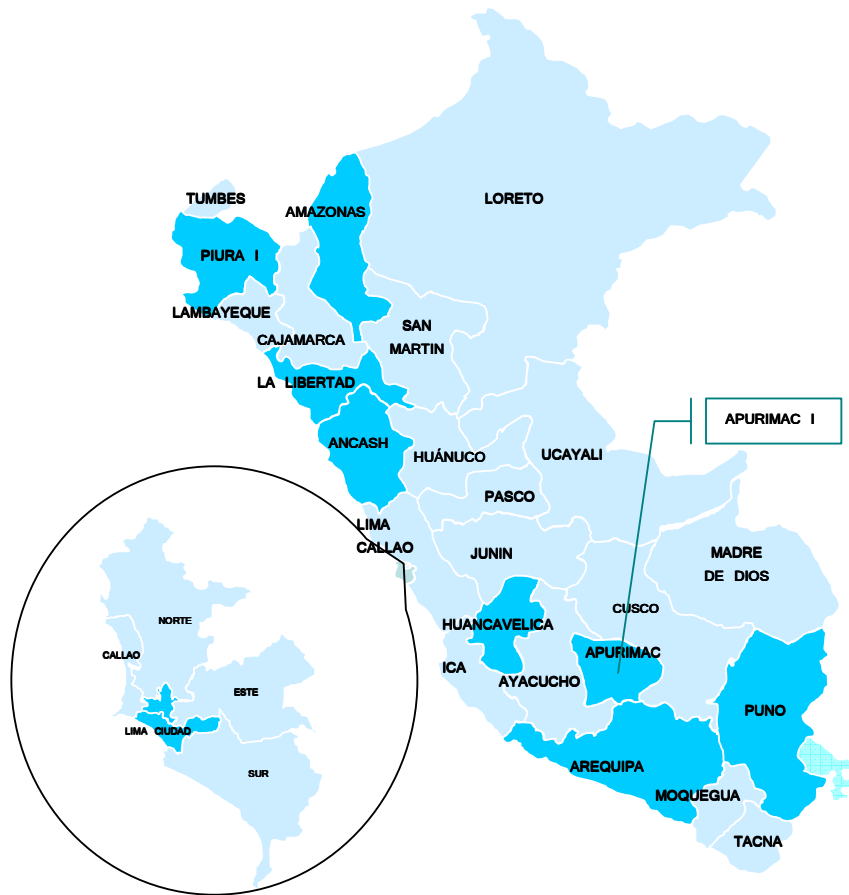 TUMBES
AMAZONAS
LORETO
PIURA I
LAMBAYEQUE
CAJAMARCA
SAN
MARTIN
LA LIBERTAD
APURIMAC I
ANCASH
HUÁNUCO
UCAYALI
PASCO
LIMA
CALLAO
JUNIN
MADRE
DE DIOS
CUSCO
HUANCAVELICA
APURIMAC
ICA
AYACUCHO
PUNO
AREQUIPA
MOQUEGUA
TACNA
NORTE
CALLAO
ESTE
LIMA CIUDAD
SUR